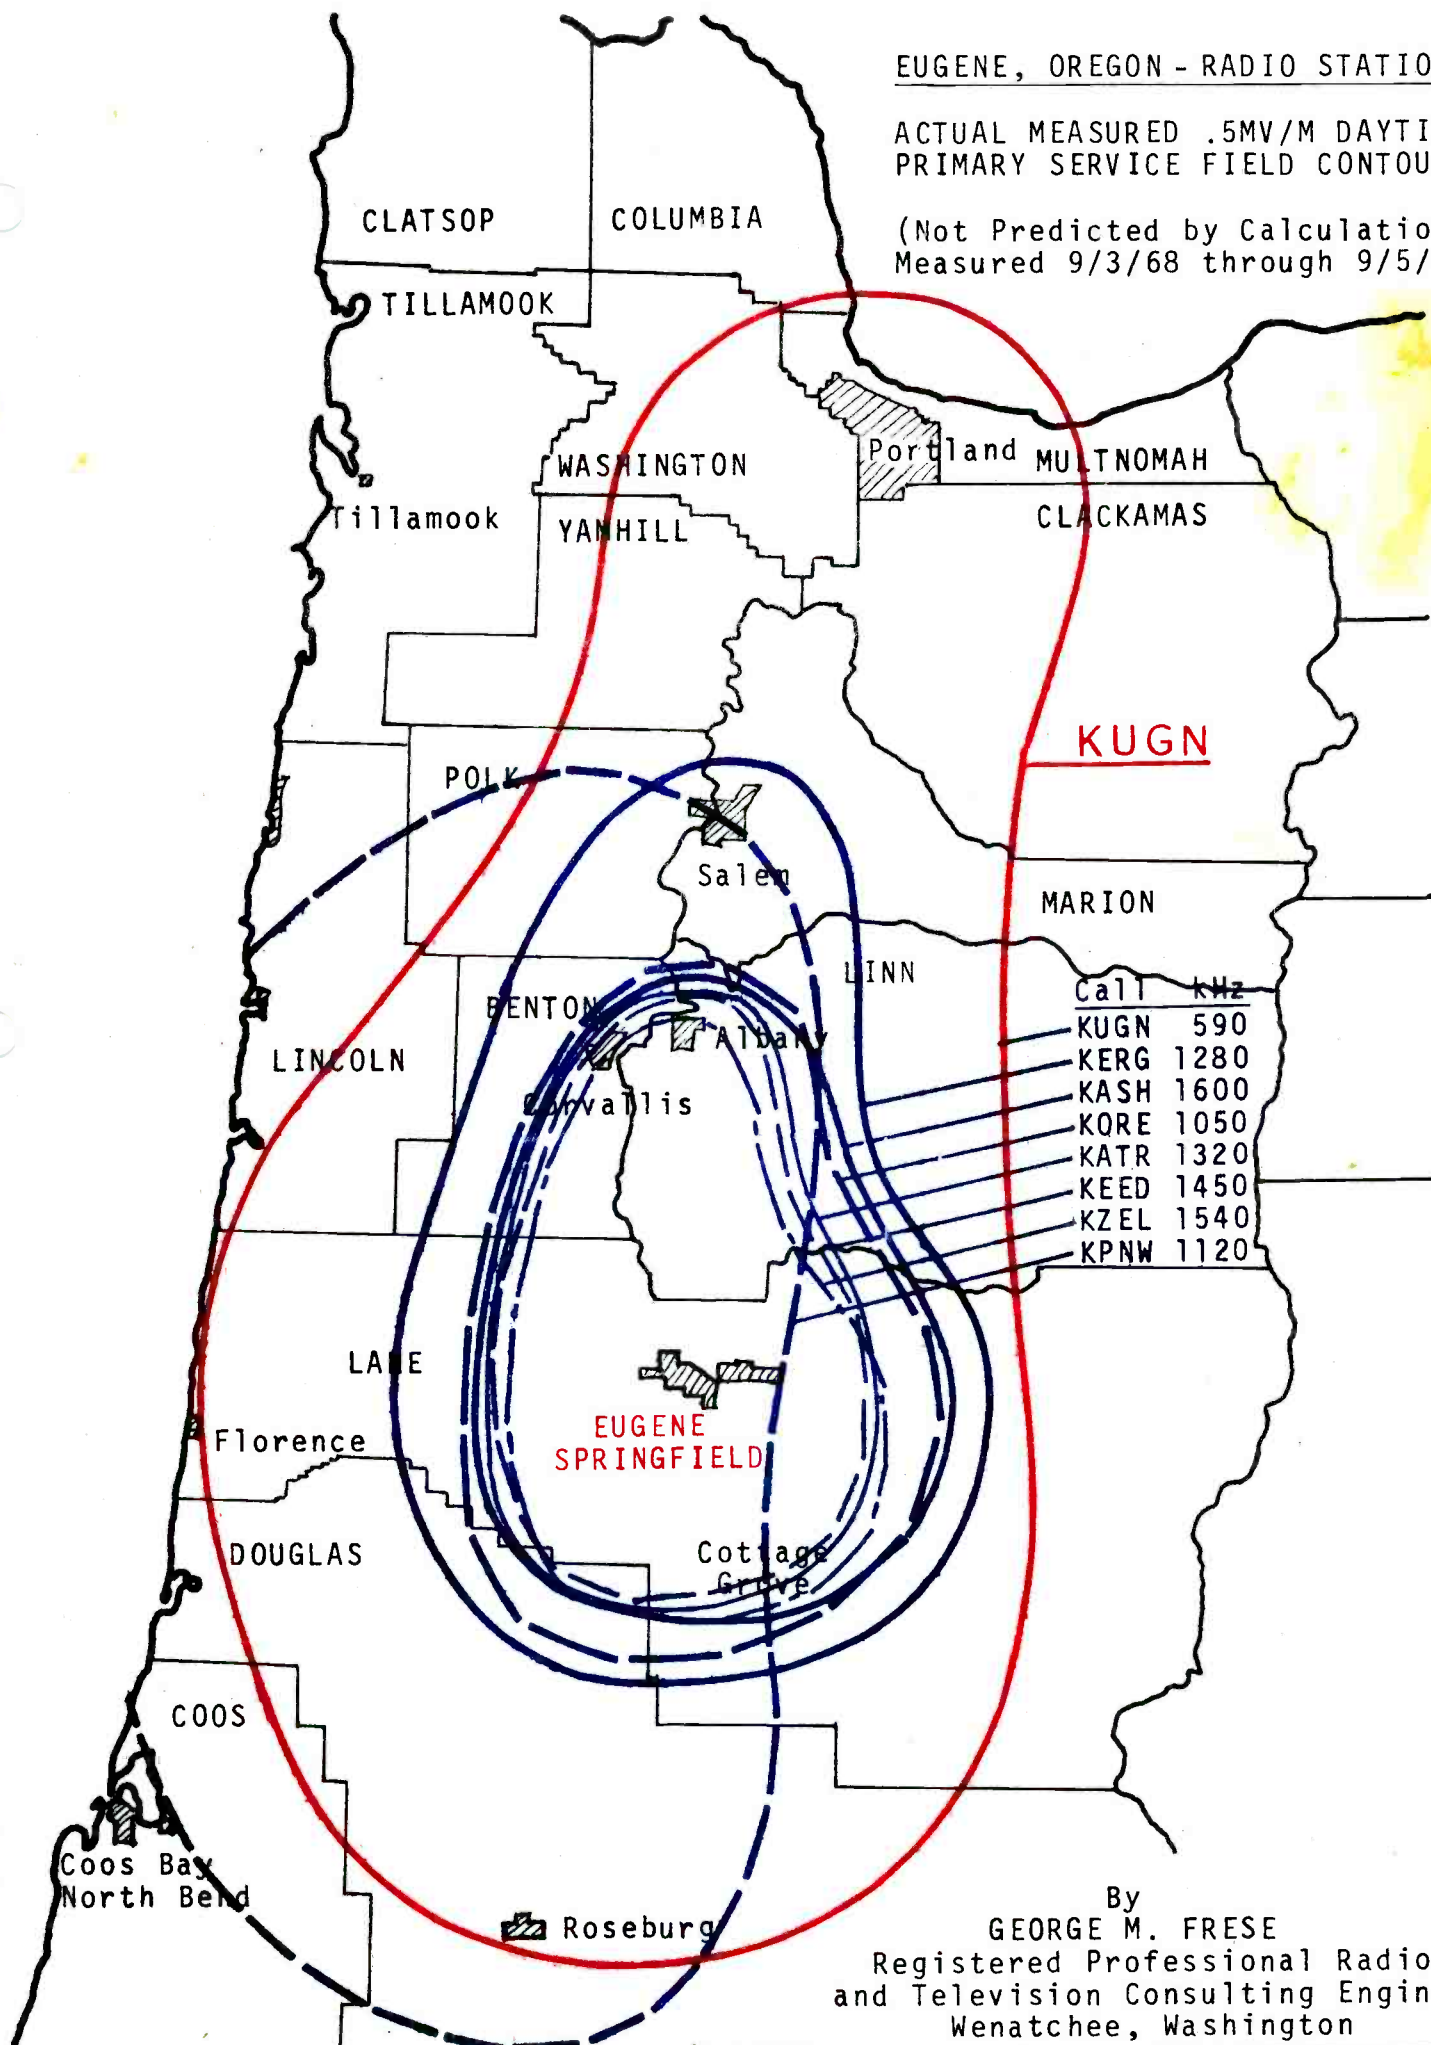 EUGENE, OREGON - RADIO STATIO
ACTUAL MEASURED .5MV/M DAYTI
PRIMARY SERVICE FIELD CONTOU
(Not Predicted by Calculatio
Measured 9/3/68 through 9/5/
CLATSOP
COLUMBIA
TILLAMOOK
WASHINGTON
Portland
MULTNOMAH
Tillamook
YAMHILL
CLACKAMAS
KUGN
POLK
Salem
MARION
LINN
BENTON
Albany
LINCOLN
Corvallis
Call kHz
KUGN 590
KERG 1280
KASH 1600
KORE 1050
KATR 1320
KEED 1450
KZEL 1540
KPNW 1120
LANE
EUGENE
SPRINGFIELD
Florence
DOUGLAS
Cottage
Grove
COOS
Coos Bay
North Bend
Roseburg
By
GEORGE M. FRESE
Registered Professional Radio
and Television Consulting Engin
Wenatchee, Washington